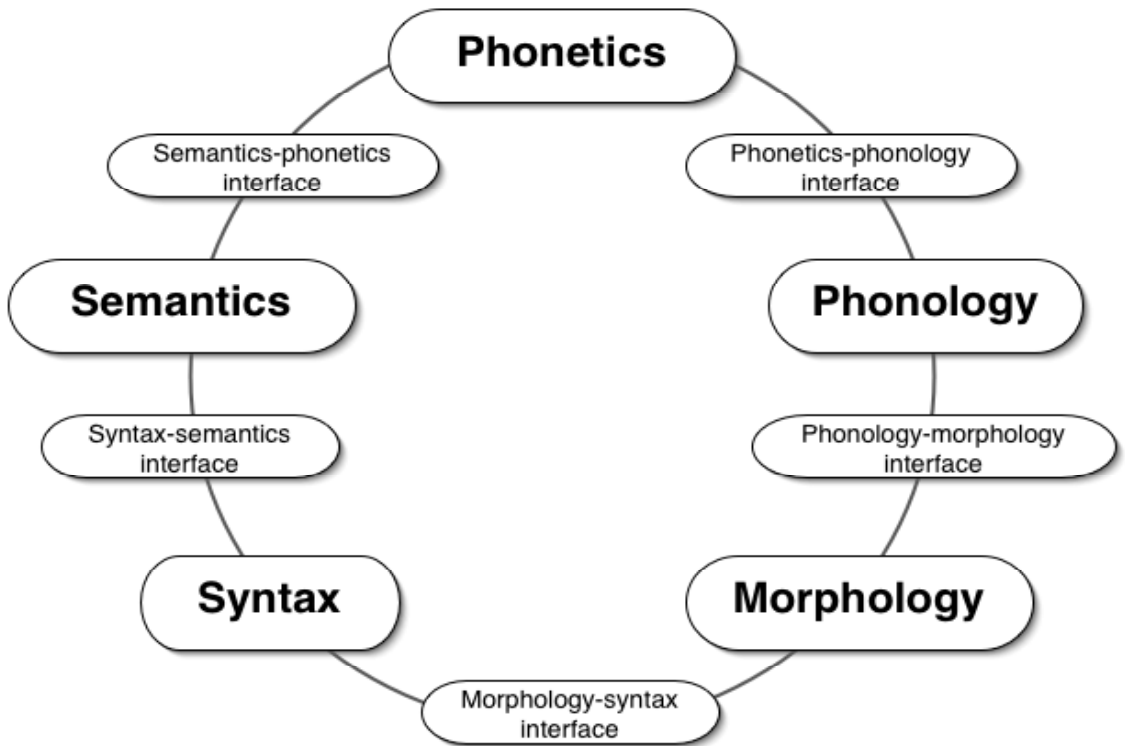 Phonetics
Semantics-phonetics
interface
Phonetics-phonology
interface
Semantics
Phonology
Syntax-semantics
interface
Phonology-morphology
interface
Syntax
Morphology
Morphology-syntax
interface